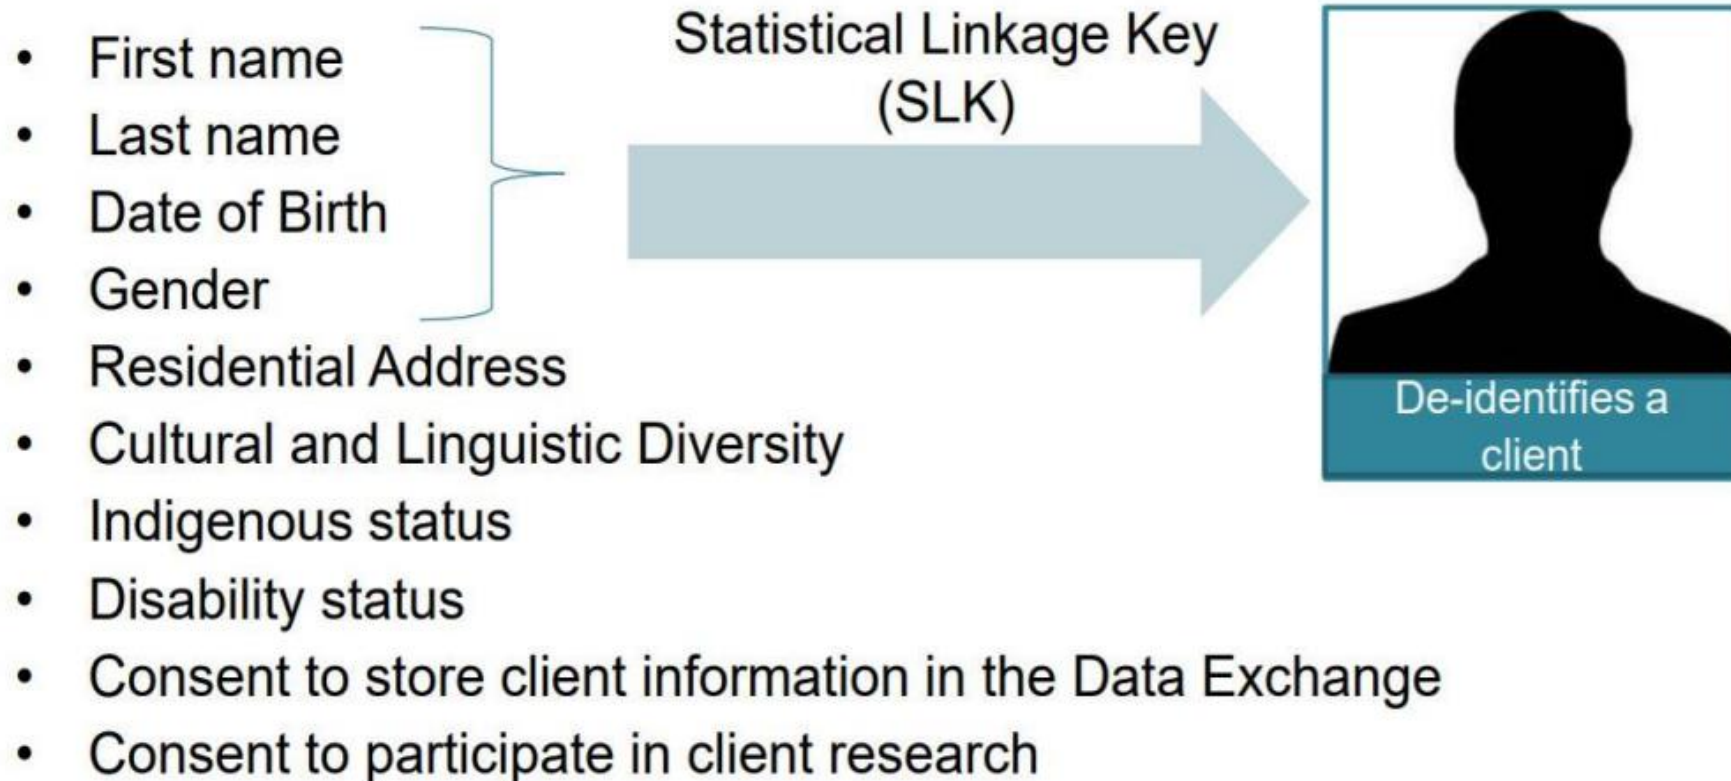 • First name
• Last name
• Date of Birth
• Gender
• Residential Address
• Cultural and Linguistic Diversity
• Indigenous status
• Disability status
• Consent to store client information in the Data Exchange
• Consent to participate in client research
Statistical Linkage Key
(SLK)
De-identifies a
client